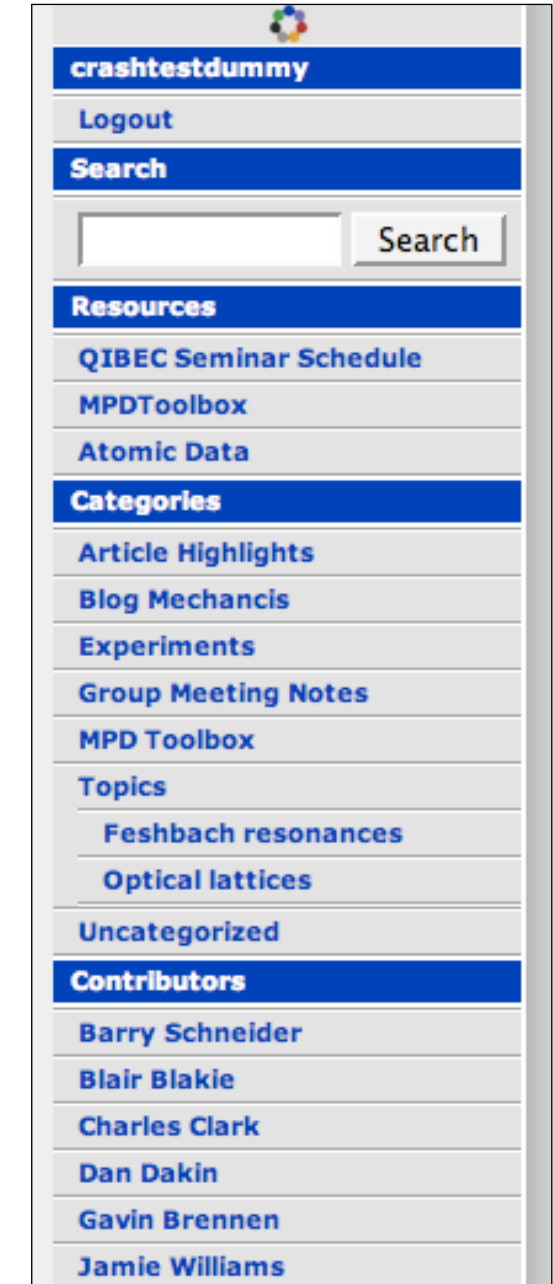 crashtestdummy
Logout
Search
Search
Resources
QIBEC Seminar Schedule
MPDToolbox
Atomic Data
Categories
Article Highlights
Blog Mechancis
Experiments
Group Meeting Notes
MPD Toolbox
Topics
Feshbach resonances
Optical lattices
Uncategorized
Contributors
Barry Schneider
Blair Blakie
Charles Clark
Dan Dakin
Gavin Brennen
Jamie Williams